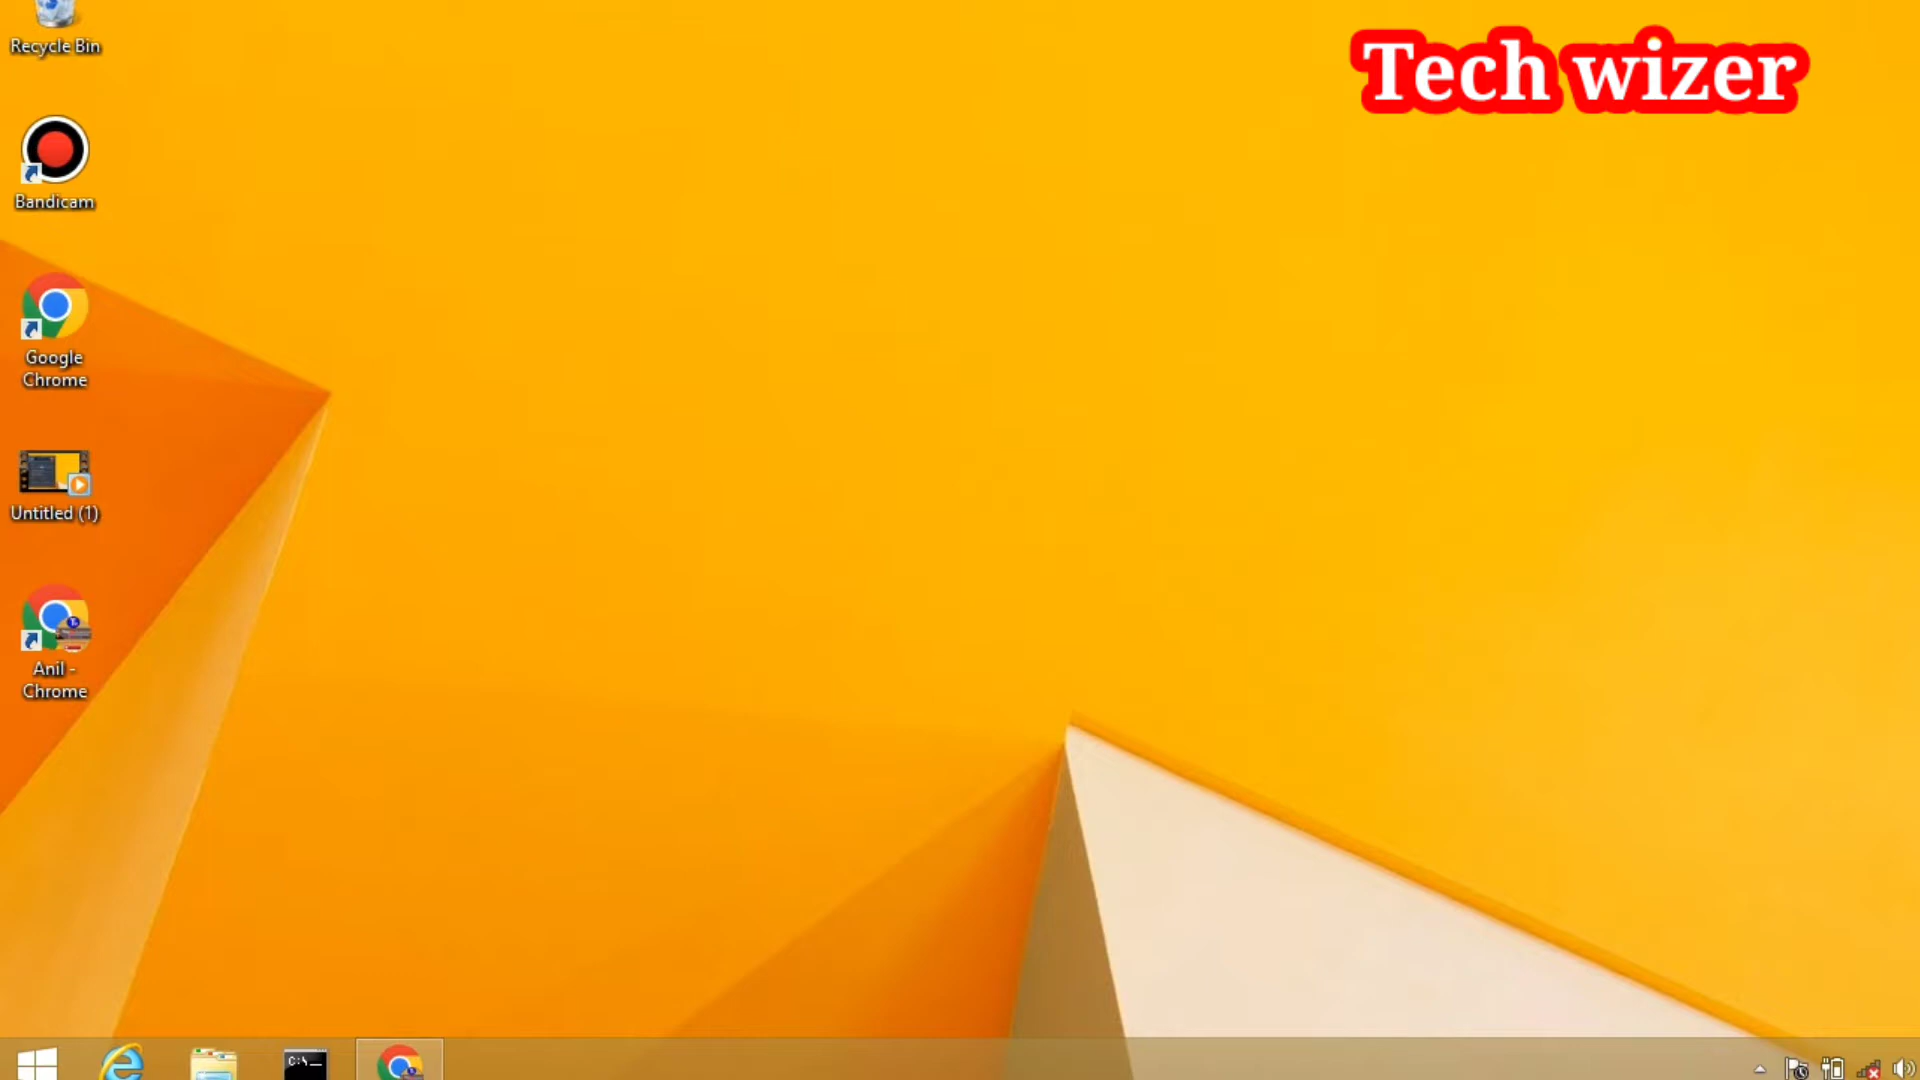 Recycle Bin
Tech wizer
Bandicam
Google
Chrome
Untitled (1)
Anil -
Chrome
C:\_